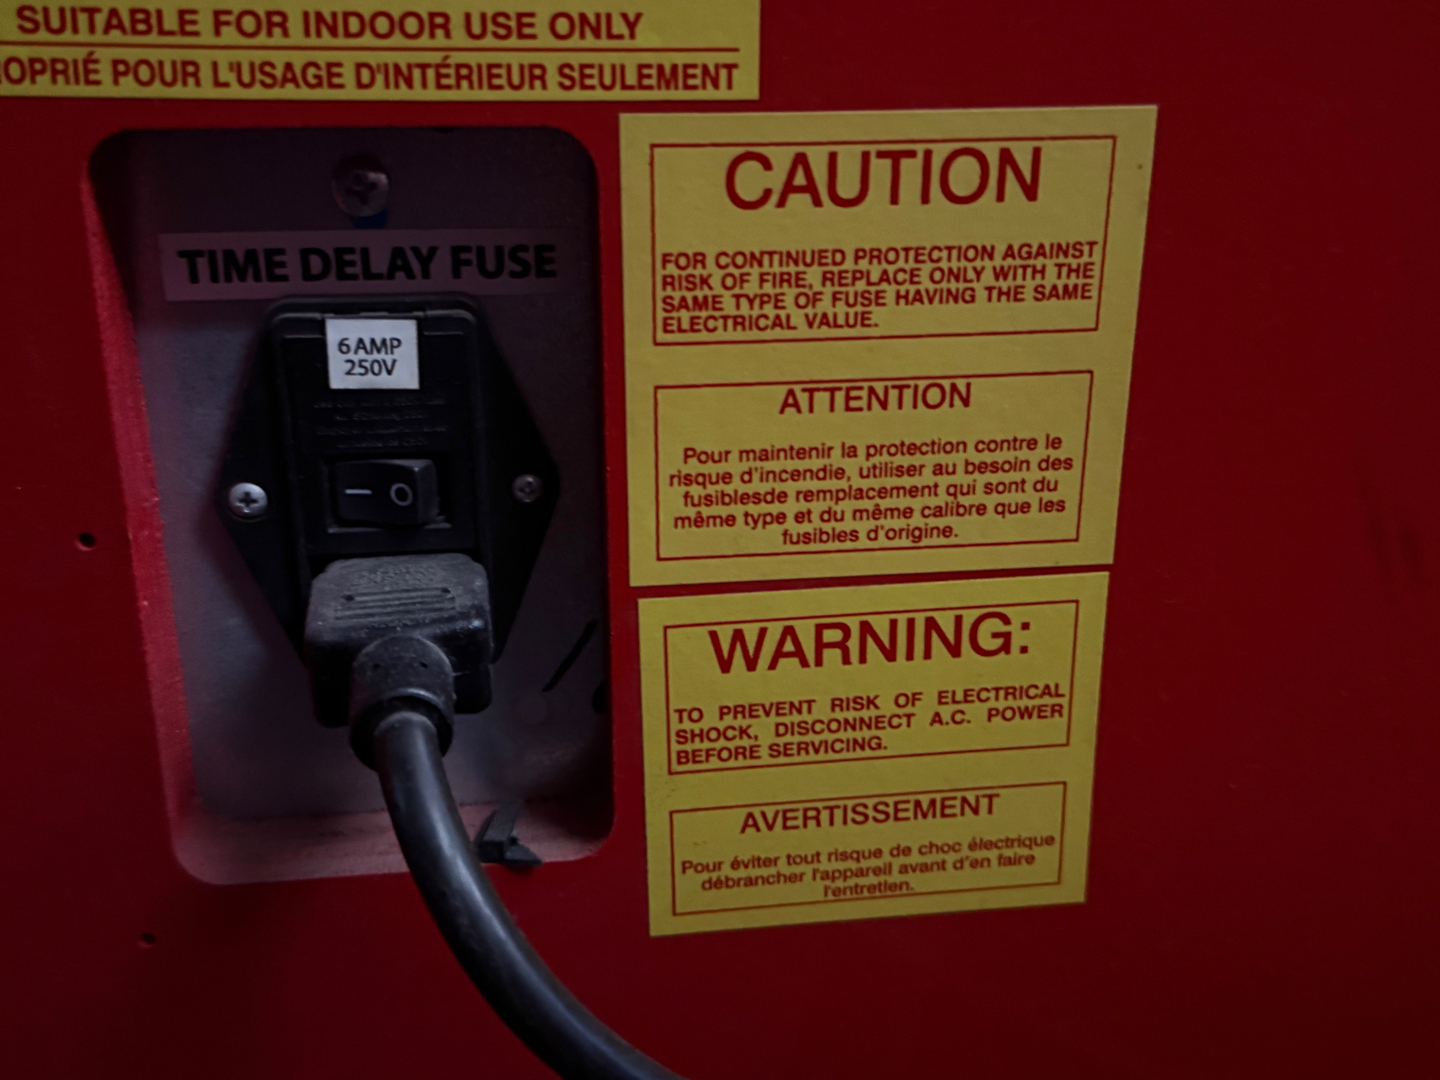 SUITABLE FOR INDOOR USE ONLY
POUR L'USAGE D'INTÉRIEUR SEULEMENT
TIME DELAY FUSE
6 AMP
250V
— O
CAUTION
FOR CONTINUED PROTECTION AGAINST
RISK OF FIRE, REPLACE ONLY WITH THE
SAME TYPE OF FUSE HAVING THE SAME
ELECTRICAL VALUE.
ATTENTION
Pour maintenir la protection contre le
risque d'incendie, utiliser au besoin des
fusiblesde remplacement qui sont du
même type et du même calibre que les
fusibles d'origine.
WARNING:
TO PREVENT RISK OF ELECTRICAL
SHOCK, DISCONNECT A.C. POWER
BEFORE SERVICING.
AVERTISSEMENT
Pour éviter tout risque de choc électrique
débrancher l'appareil avant d'en faire
l'entretien.